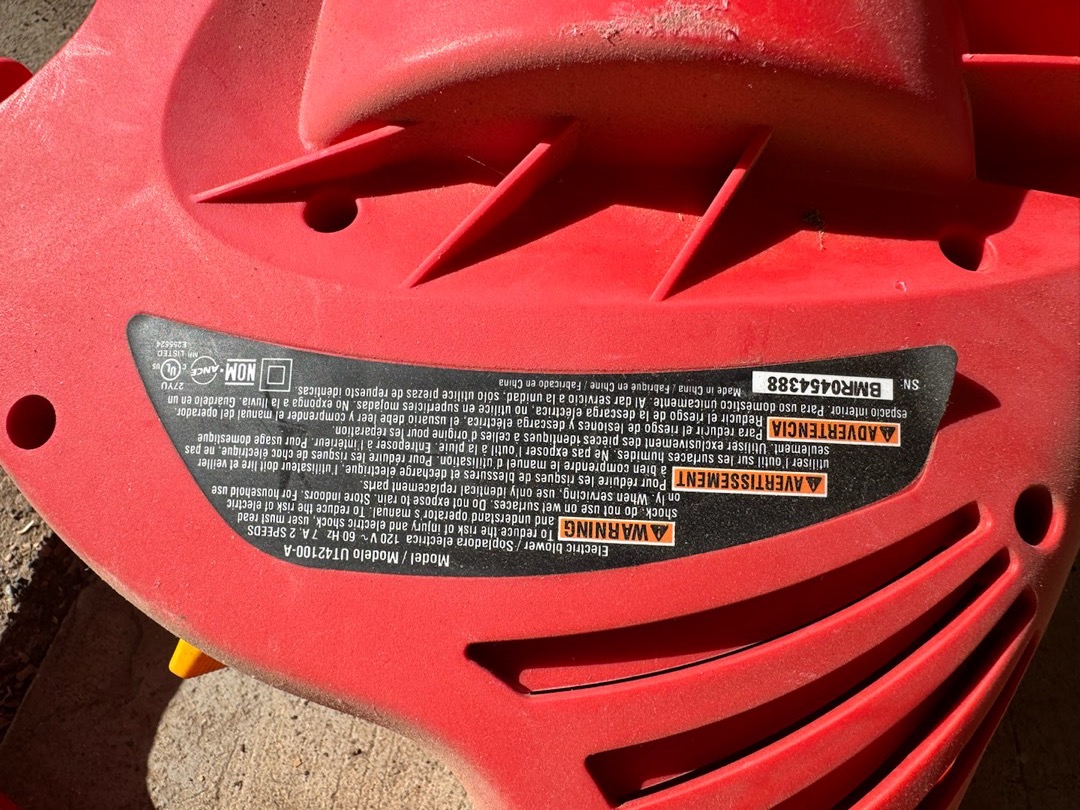 Model / Modelo UT42100-A
Electric blower / Sopladora eléctrica 120 V ~ 60 Hz 7 A 2 SPEEDS
WARNING To reduce the risk of injury and electric shock, user must read
and understand operator's manual. To reduce the risk of electric
shock, do not use on wet surfaces. Do not expose to rain. Store indoors. For household use
only. When servicing, use only identical replacement parts.
AVERTISSEMENT Pour réduire les risques de blessures et décharge électrique, l'utilisateur doit lire et veiller
à bien comprendre le manuel d'utilisation. Pour réduire les risques de choc électrique, ne pas
utiliser l'outil sur les surfaces humides. Ne pas exposer l'outil à la pluie. Entreposer à l'intérieur. Pour usage domestique
seulement. Utiliser exclusivement des pièces identiques à celles d'origine pour les réparation.
ADVERTENCIA Para reducir el riesgo de lesiones y descarga eléctrica, el usuario debe leer y comprender el manual del operador.
Reducir el riesgo de descarga eléctrica, no utilice en superficies mojadas. No exponga a lluvia, Guárdelo en un
espacio interior. Para uso doméstico únicamente. Al dar servicio a la unidad, sólo utilice piezas de repuesto idénticas.
SN: BMR0454388 Made in China / Fabriqué en Chine / Fabricado en China
NOM ANCE
27YU
C UL US
LISTED
E255624